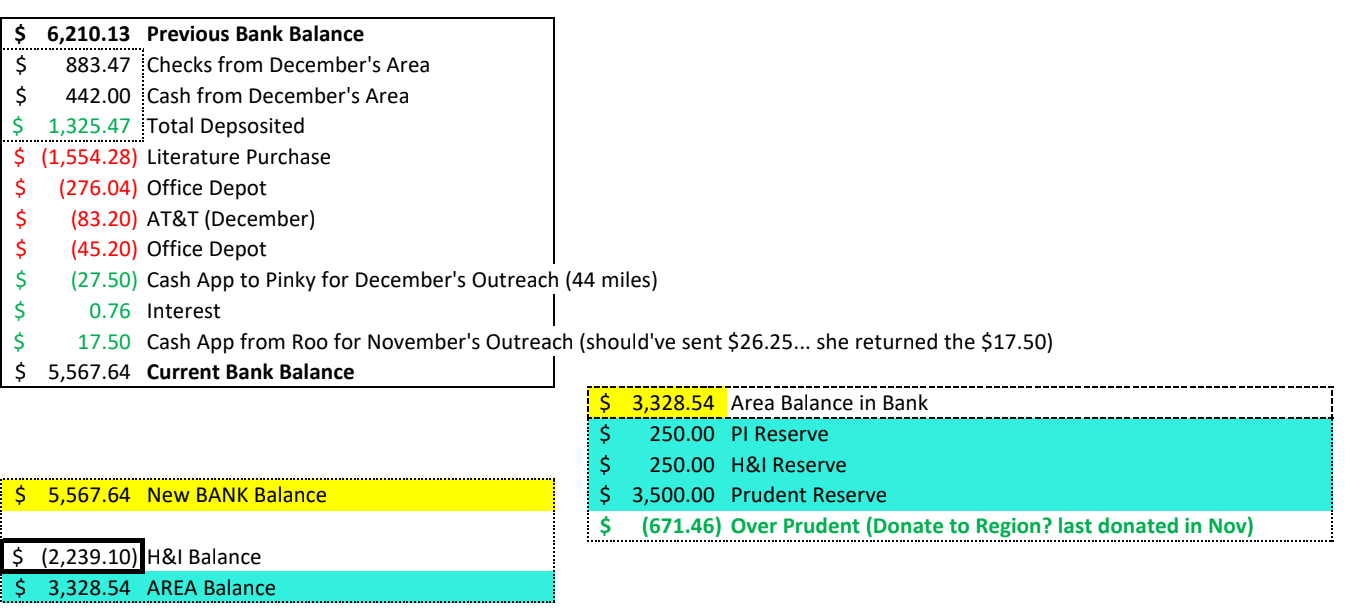 $ 6,210.13 Previous Bank Balance
$ 883.47 Checks from December's Area
$ 442.00 Cash from December's Area
$ 1,325.47 Total Depsosited
$ (1,554.28) Literature Purchase
$ (276.04) Office Depot
$ (83.20) AT&T (December)
$ (45.20) Office Depot
$ (27.50) Cash App to Pinky for December's Outreach (44 miles)
$ 0.76 Interest
$ 17.50 Cash App from Roo for November's Outreach (should've sent $26.25... she returned the $17.50)
$ 5,567.64 Current Bank Balance
$ 3,328.54 Area Balance in Bank
$ 250.00 PI Reserve
$ 250.00 H&I Reserve
$ 3,500.00 Prudent Reserve
$ (671.46) Over Prudent (Donate to Region? last donated in Nov)
$ 5,567.64 New BANK Balance
$ (2,239.10) H&I Balance
$ 3,328.54 AREA Balance